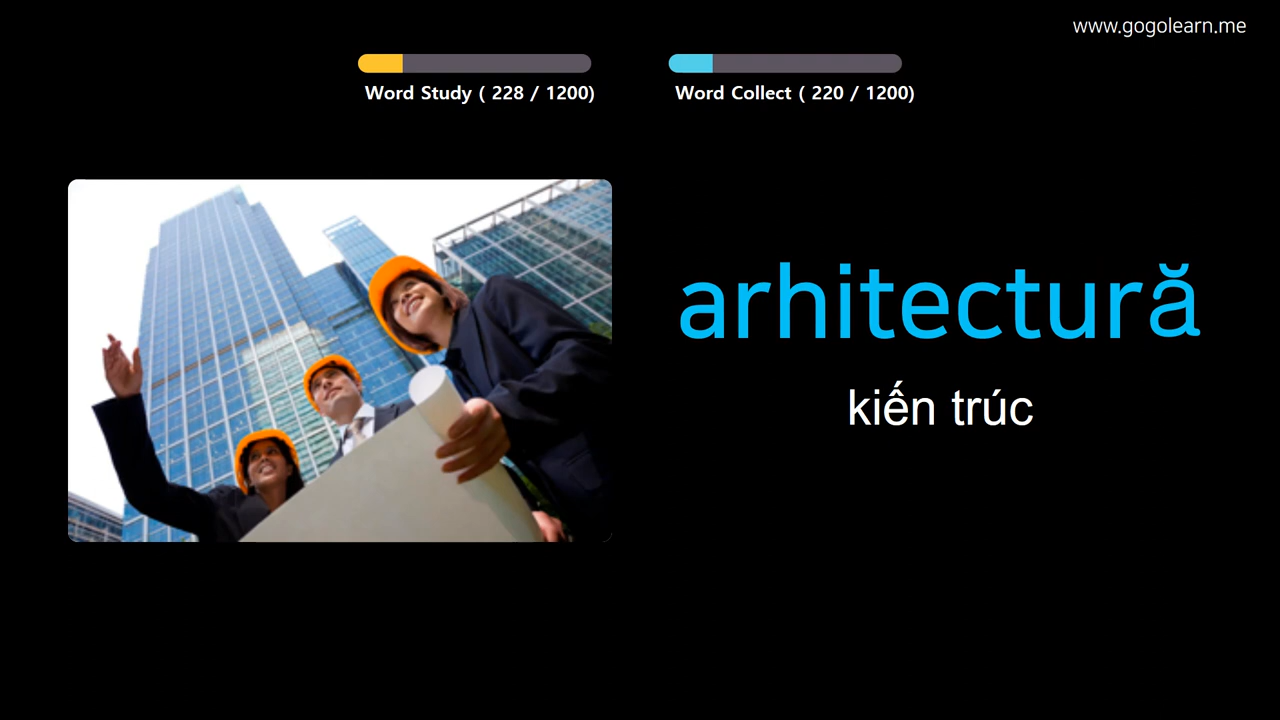 www.gogolearn.me
Word Study ( 228 / 1200)
Word Collect ( 220 / 1200)
arhitectură
kiến trúc